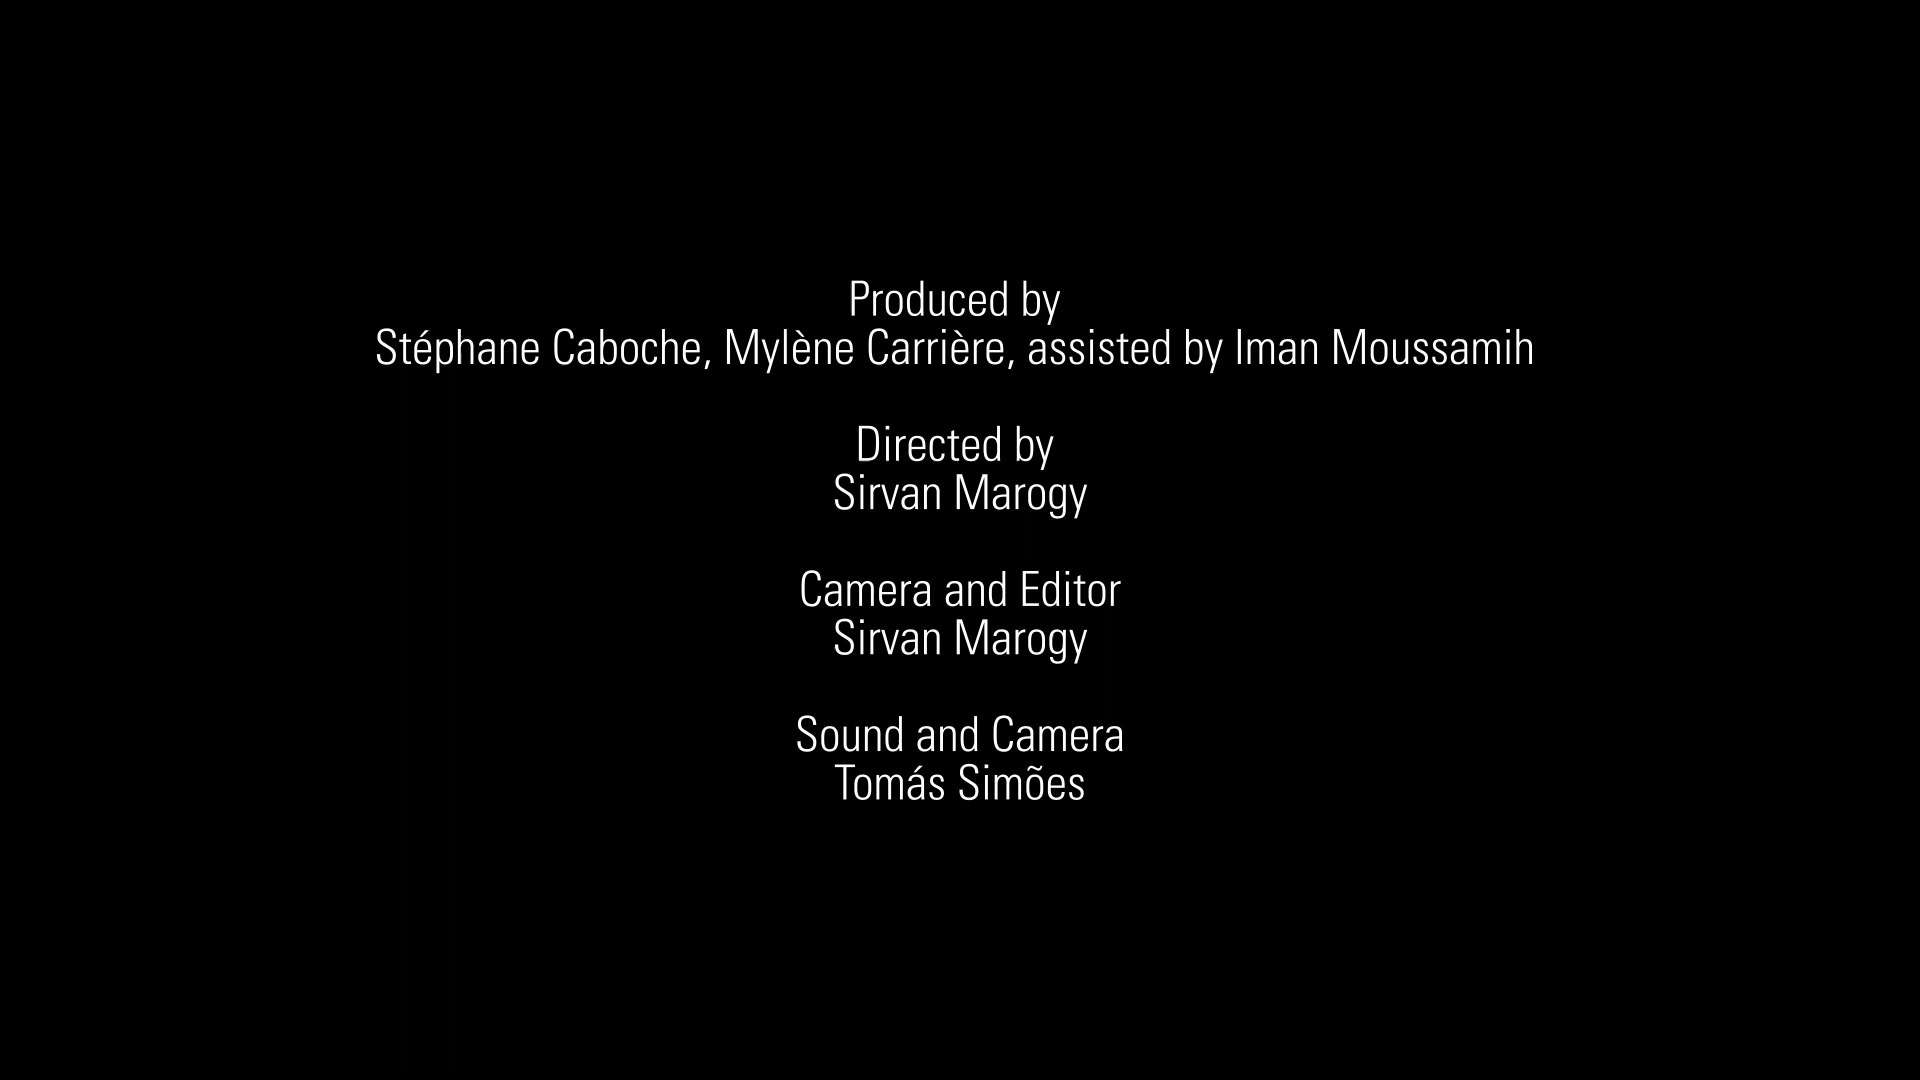 Produced by
Stéphane Caboche, Mylène Carrière, assisted by Iman Moussamih
Directed by
Sirvan Marogy
Camera and Editor
Sirvan Marogy
Sound and Camera
Tomás Simões